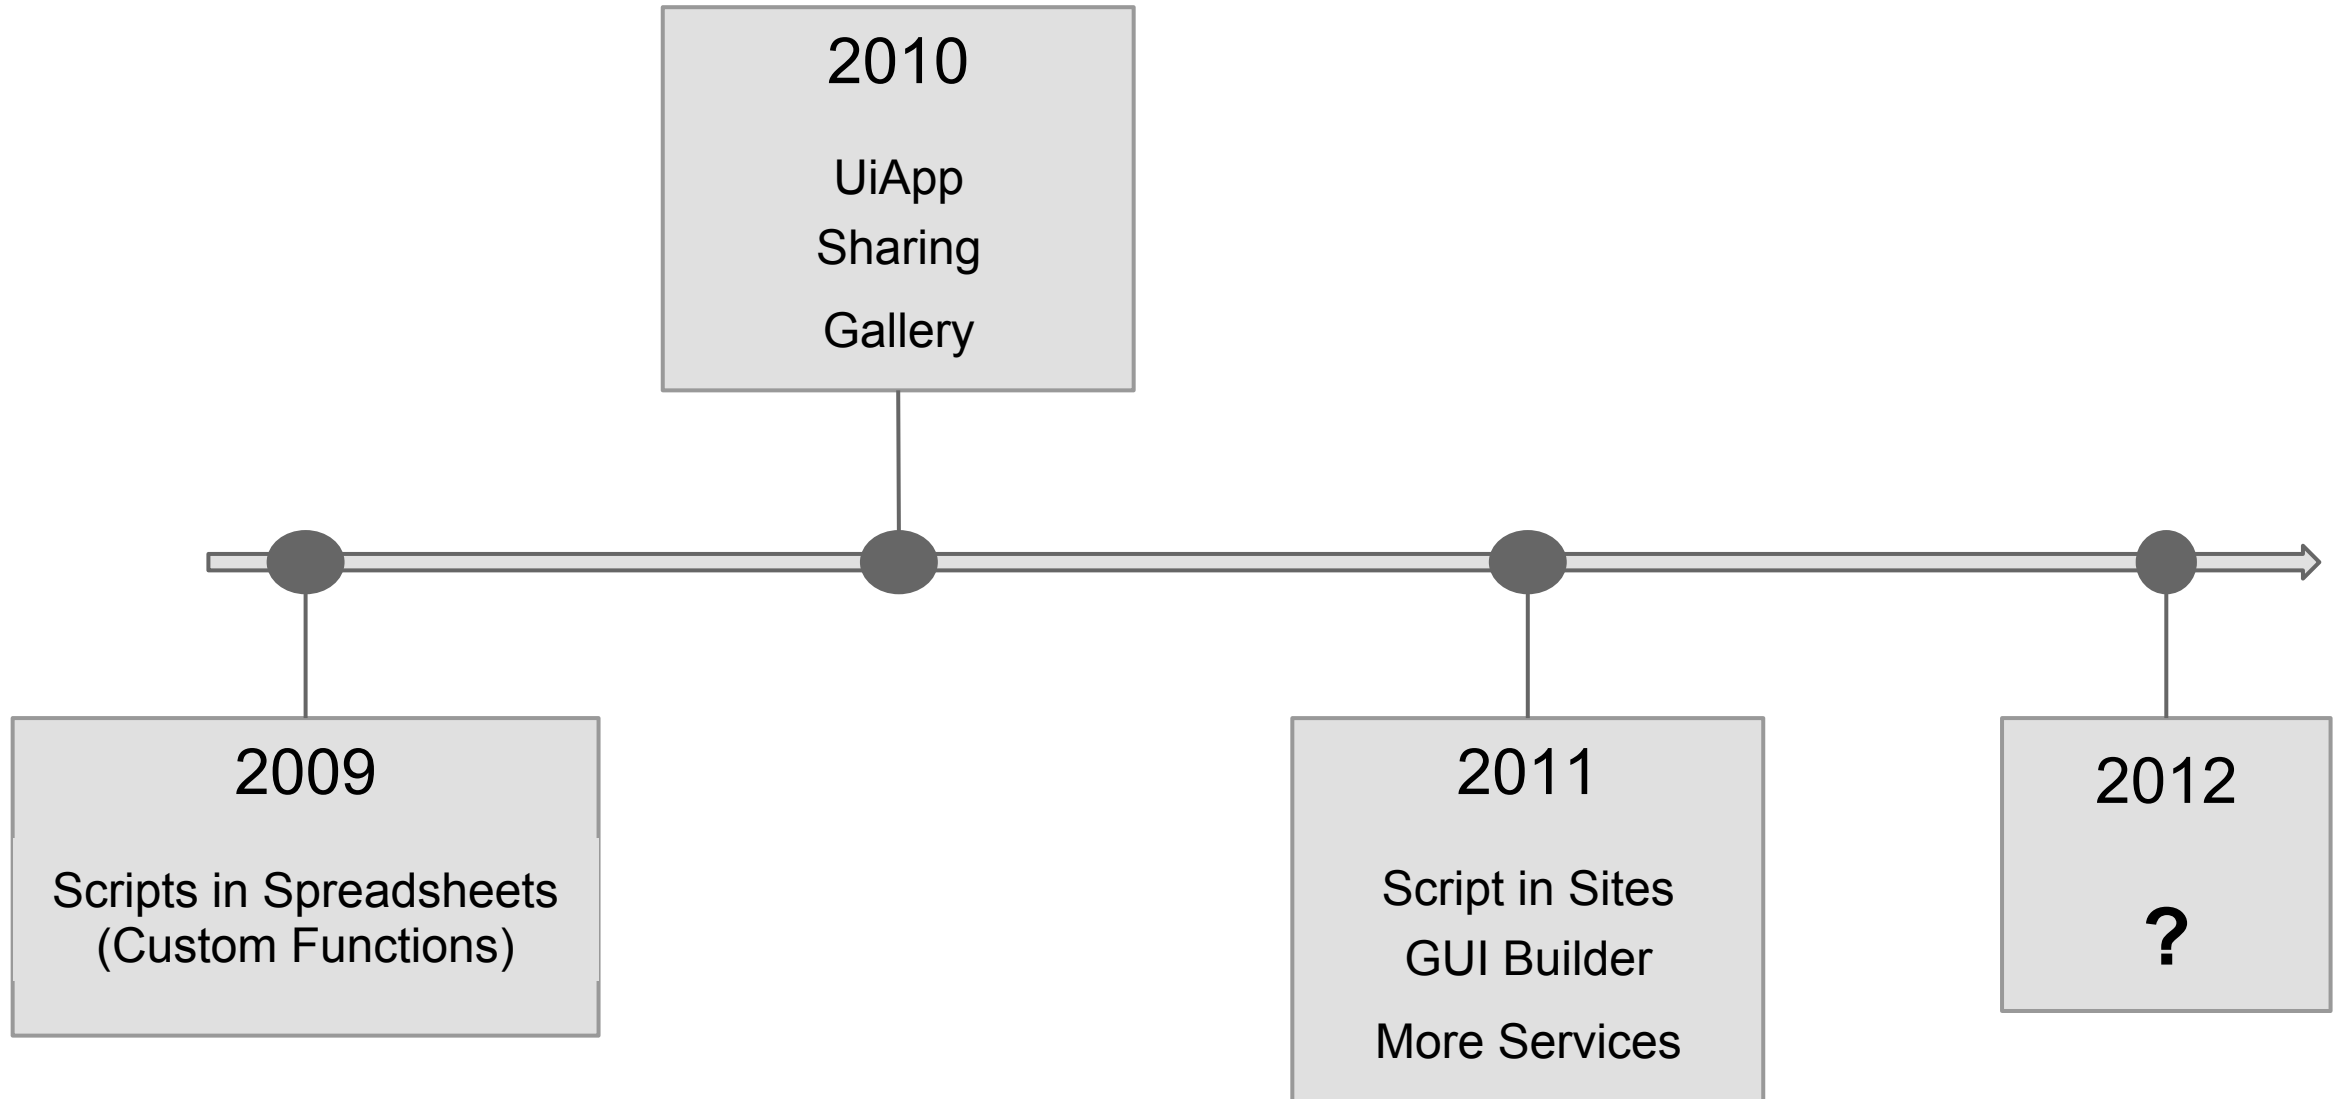 2010
UiApp
Sharing
Gallery
2009
Scripts in Spreadsheets
(Custom Functions)
2011
Script in Sites
GUI Builder
More Services
2012
?